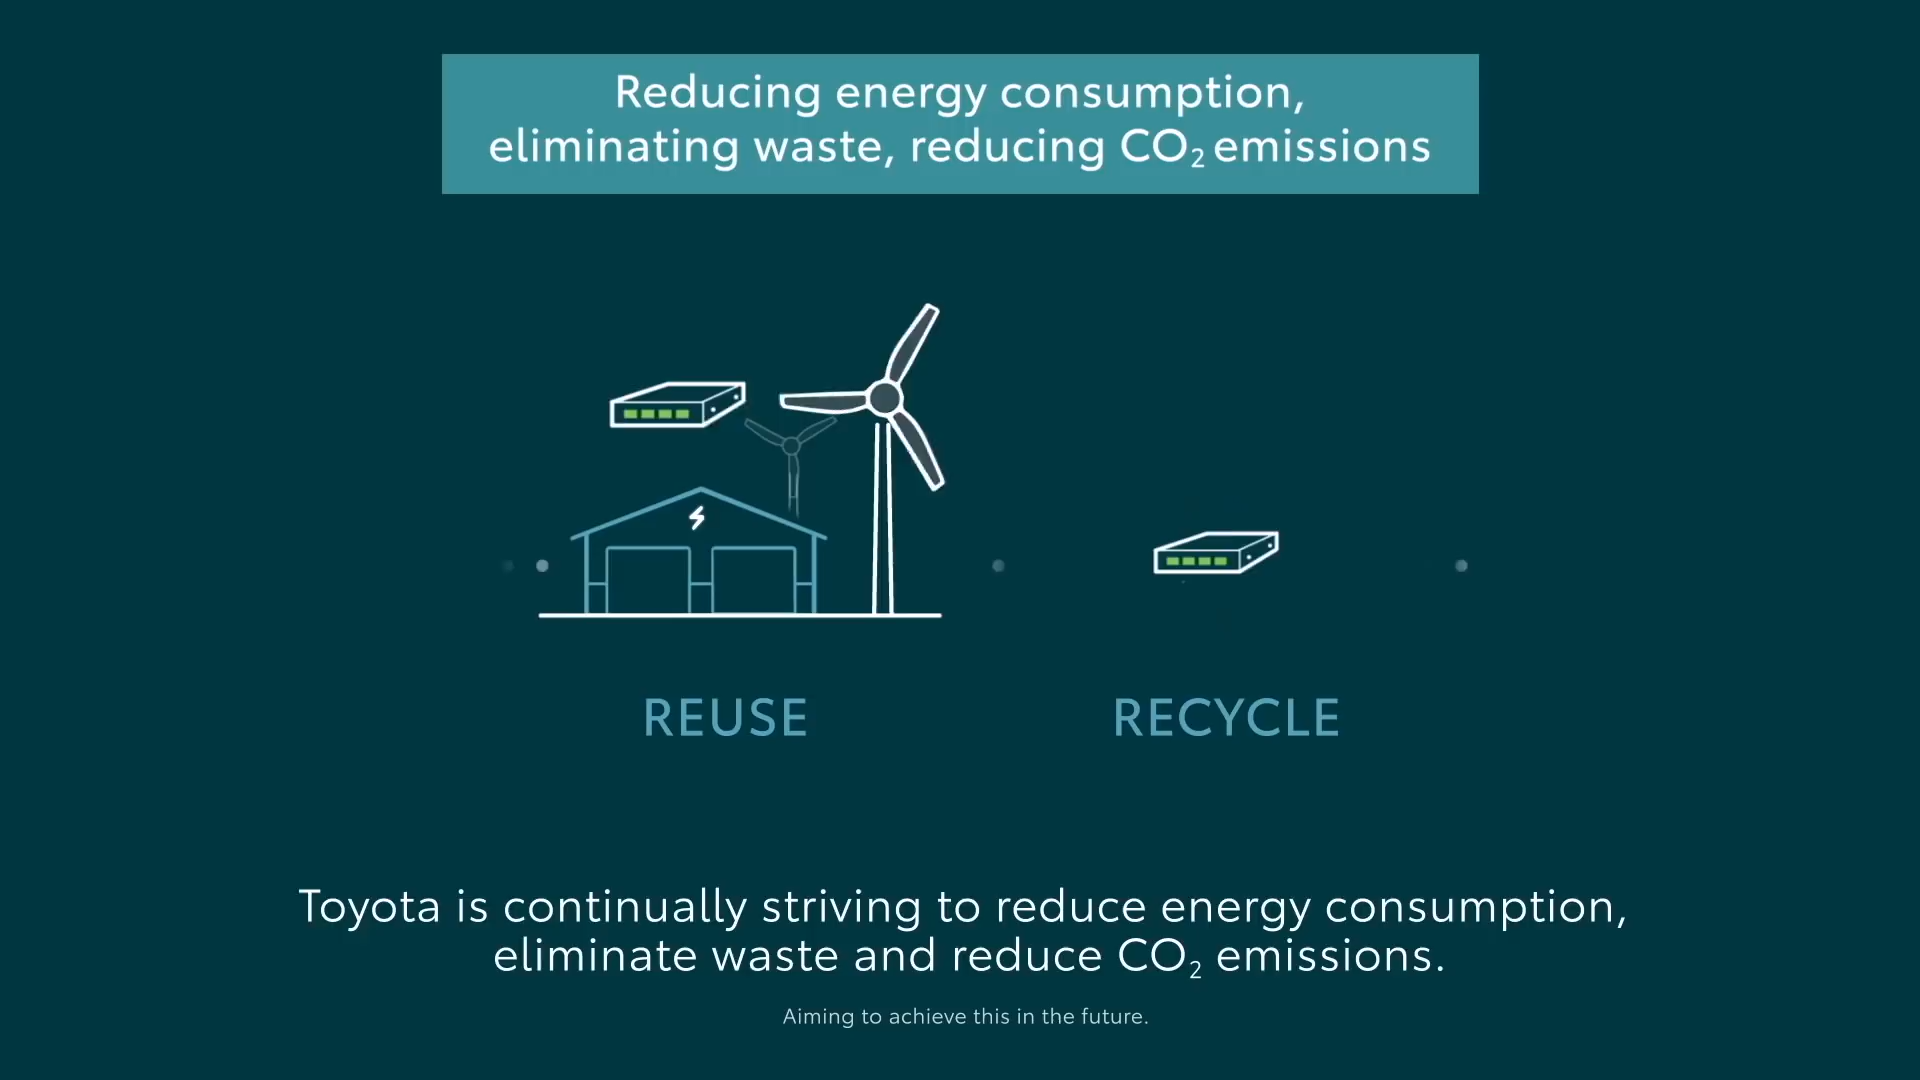 Reducing energy consumption,
eliminating waste, reducing CO₂ emissions
REUSE
RECYCLE
Toyota is continually striving to reduce energy consumption,
eliminate waste and reduce CO₂ emissions.
Aiming to achieve this in the future.